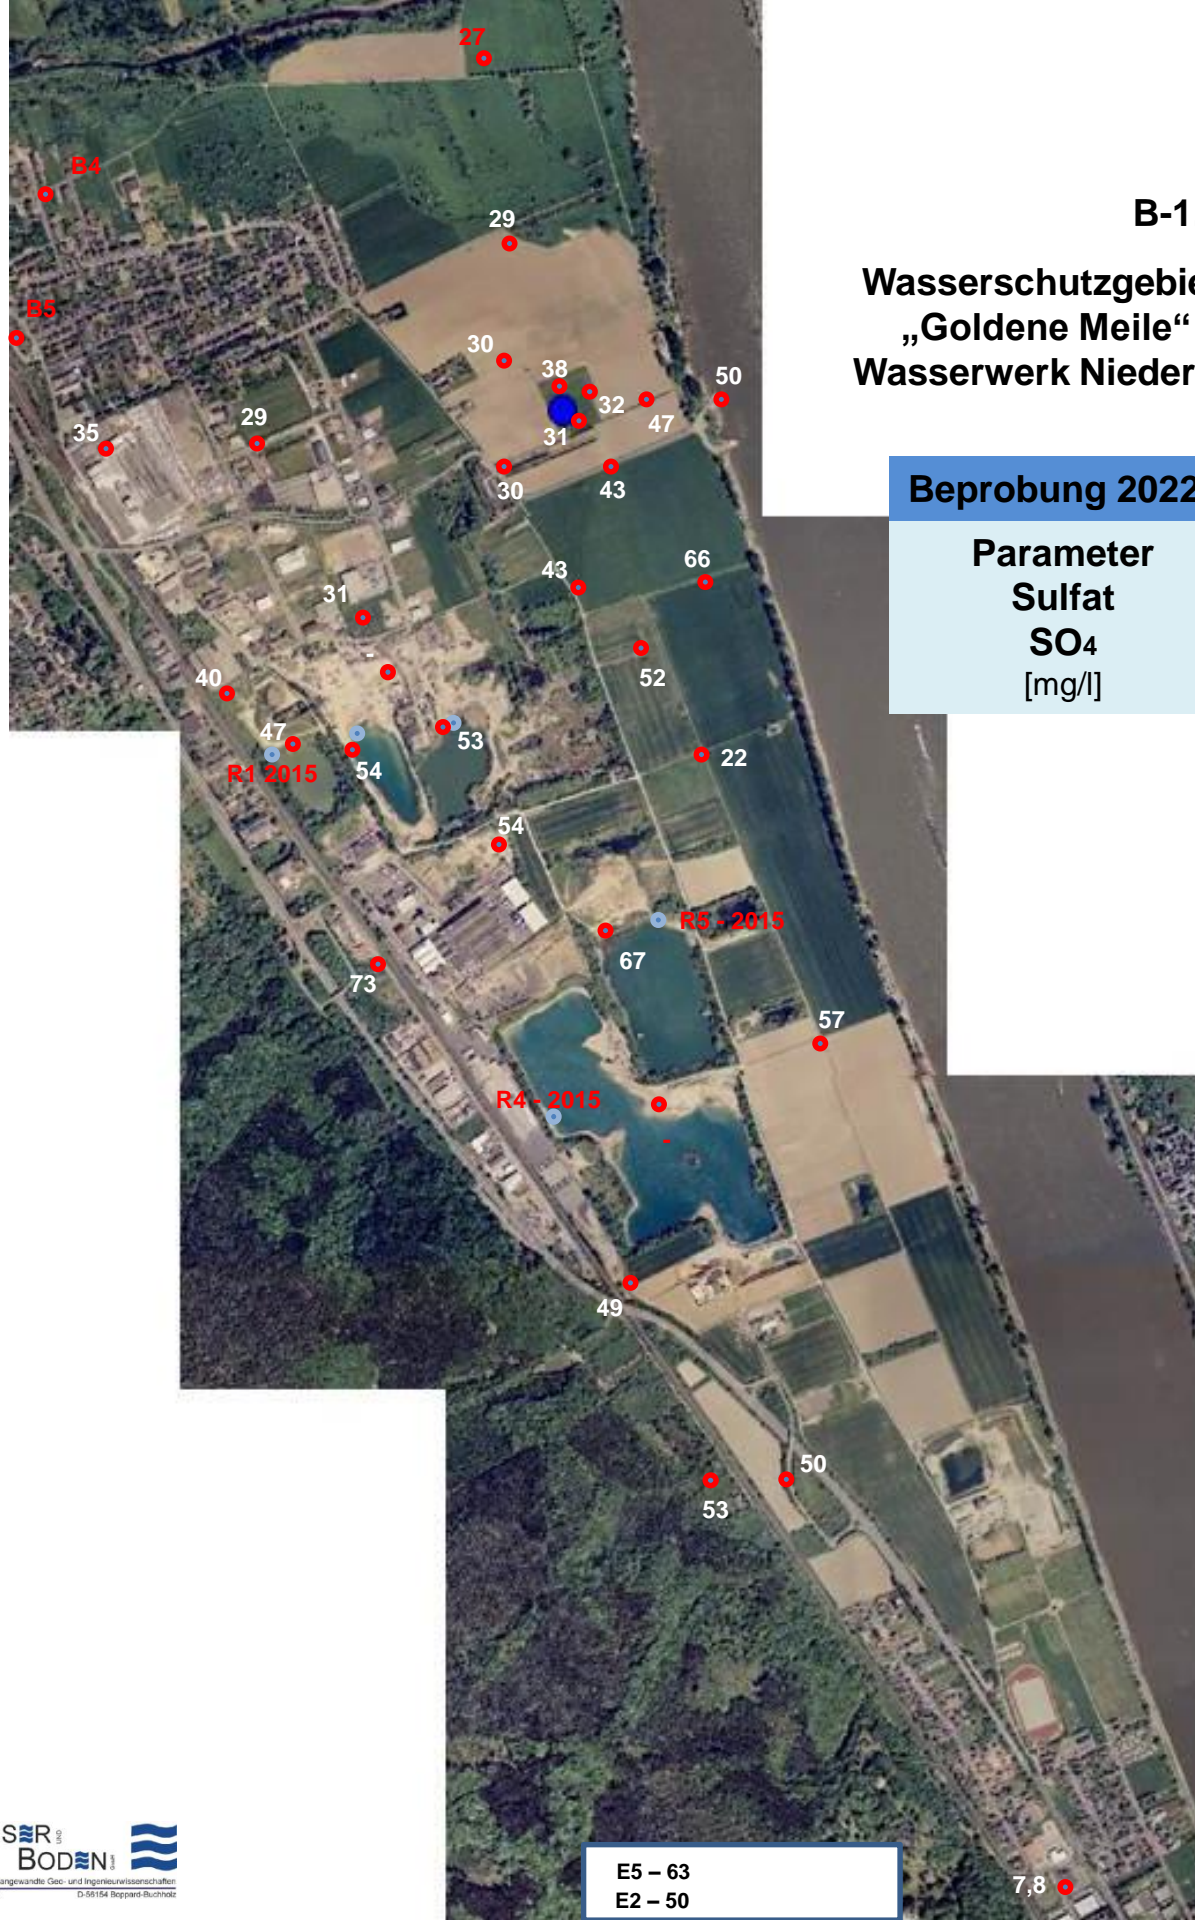 27
B4
29
B-1
B5
Wasserschutzgebie
„Goldene Meile“
Wasserwerk Nieder
30
38
50
32
47
29
31
35
30
43
Beprobung 2022
Parameter
Sulfat
SO4
[mg/l]
43
66
31
-
52
40
47
53
22
R1 2015
54
54
R5 - 2015
67
73
57
R4 - 2015
-
49
50
53
SER UND
BODEN GmbH
angewandte Geo- und Ingenieurwissenschaften
D-56154 Boppard-Buchholz
E5 – 63
E2 – 50
7,8